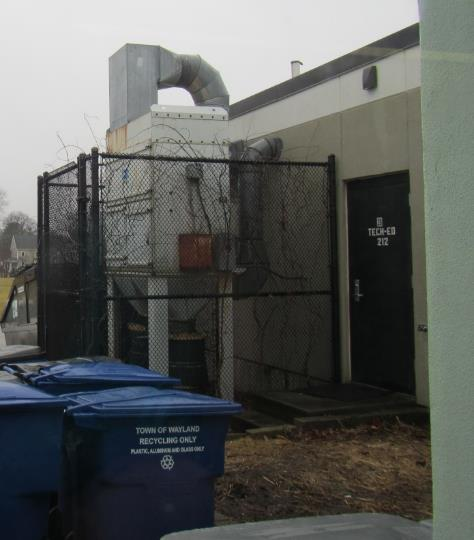 TECH-ED
212
TOWN OF WAYLAND
RECYCLING ONLY
PLASTIC, ALUMINUM AND GLASS ONLY